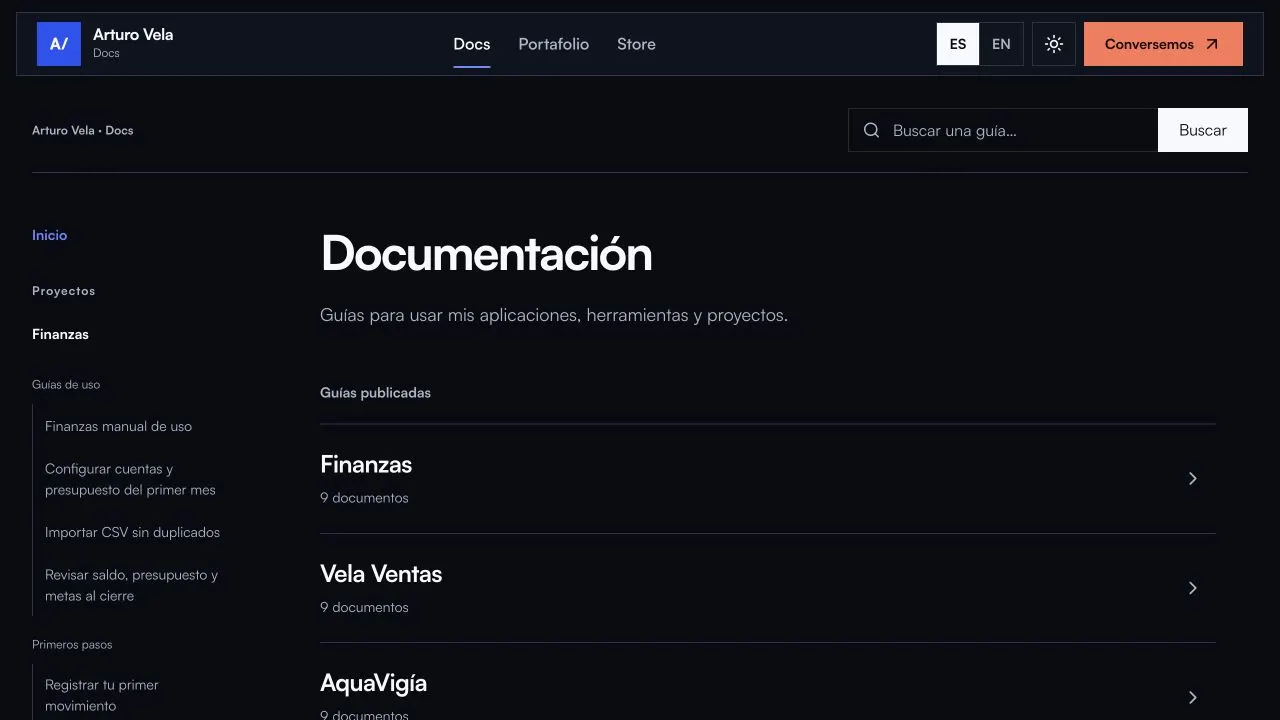 A/
Arturo Vela
Docs
Docs
Portafolio
Store
ES
EN
Conversemos
Arturo Vela · Docs
Buscar una guía...
Buscar
Inicio
Proyectos
Finanzas
Guías de uso
Finanzas manual de uso
Configurar cuentas y
presupuesto del primer mes
Importar CSV sin duplicados
Revisar saldo, presupuesto y
metas al cierre
Primeros pasos
Registrar tu primer
movimiento
Documentación
Guías para usar mis aplicaciones, herramientas y proyectos.
Guías publicadas
Finanzas
9 documentos
Vela Ventas
9 documentos
AquaVigía
9 documentos